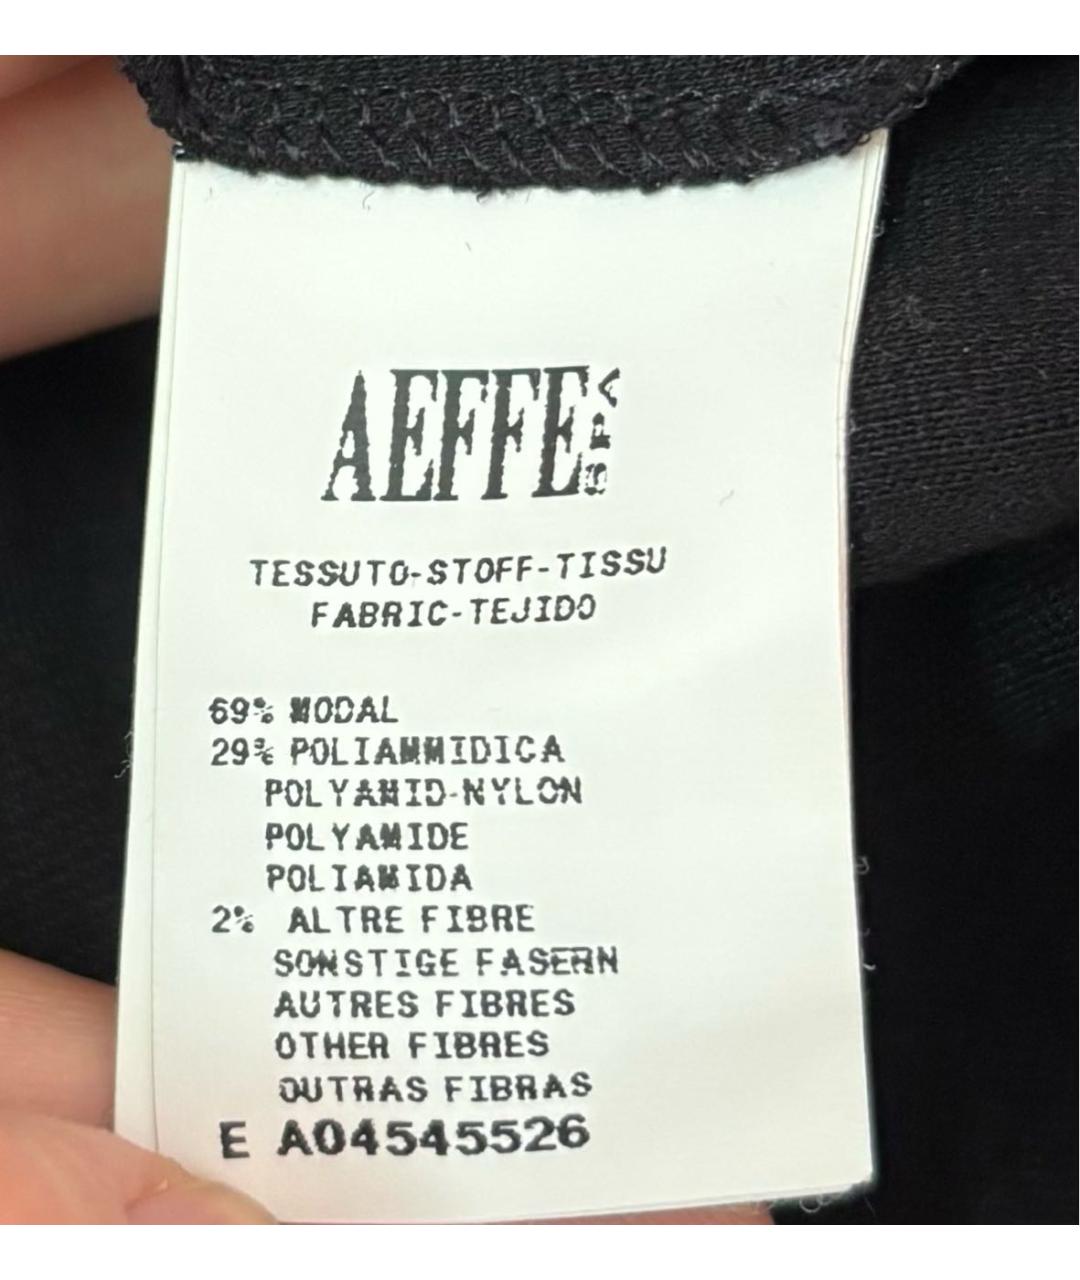 AEFFE SPA
TESSUTO-STOFF-TISSU
FABRIC-TEJIDO
69% MODAL
29% POLIAMMIDICA
POLYAMID-NYLON
POLYAMIDE
POLIAMIDA
2% ALTRE FIBRE
SONSTIGE FASERN
AUTRES FIBRES
OTHER FIBRES
OUTRAS FIBRAS
E A04545526